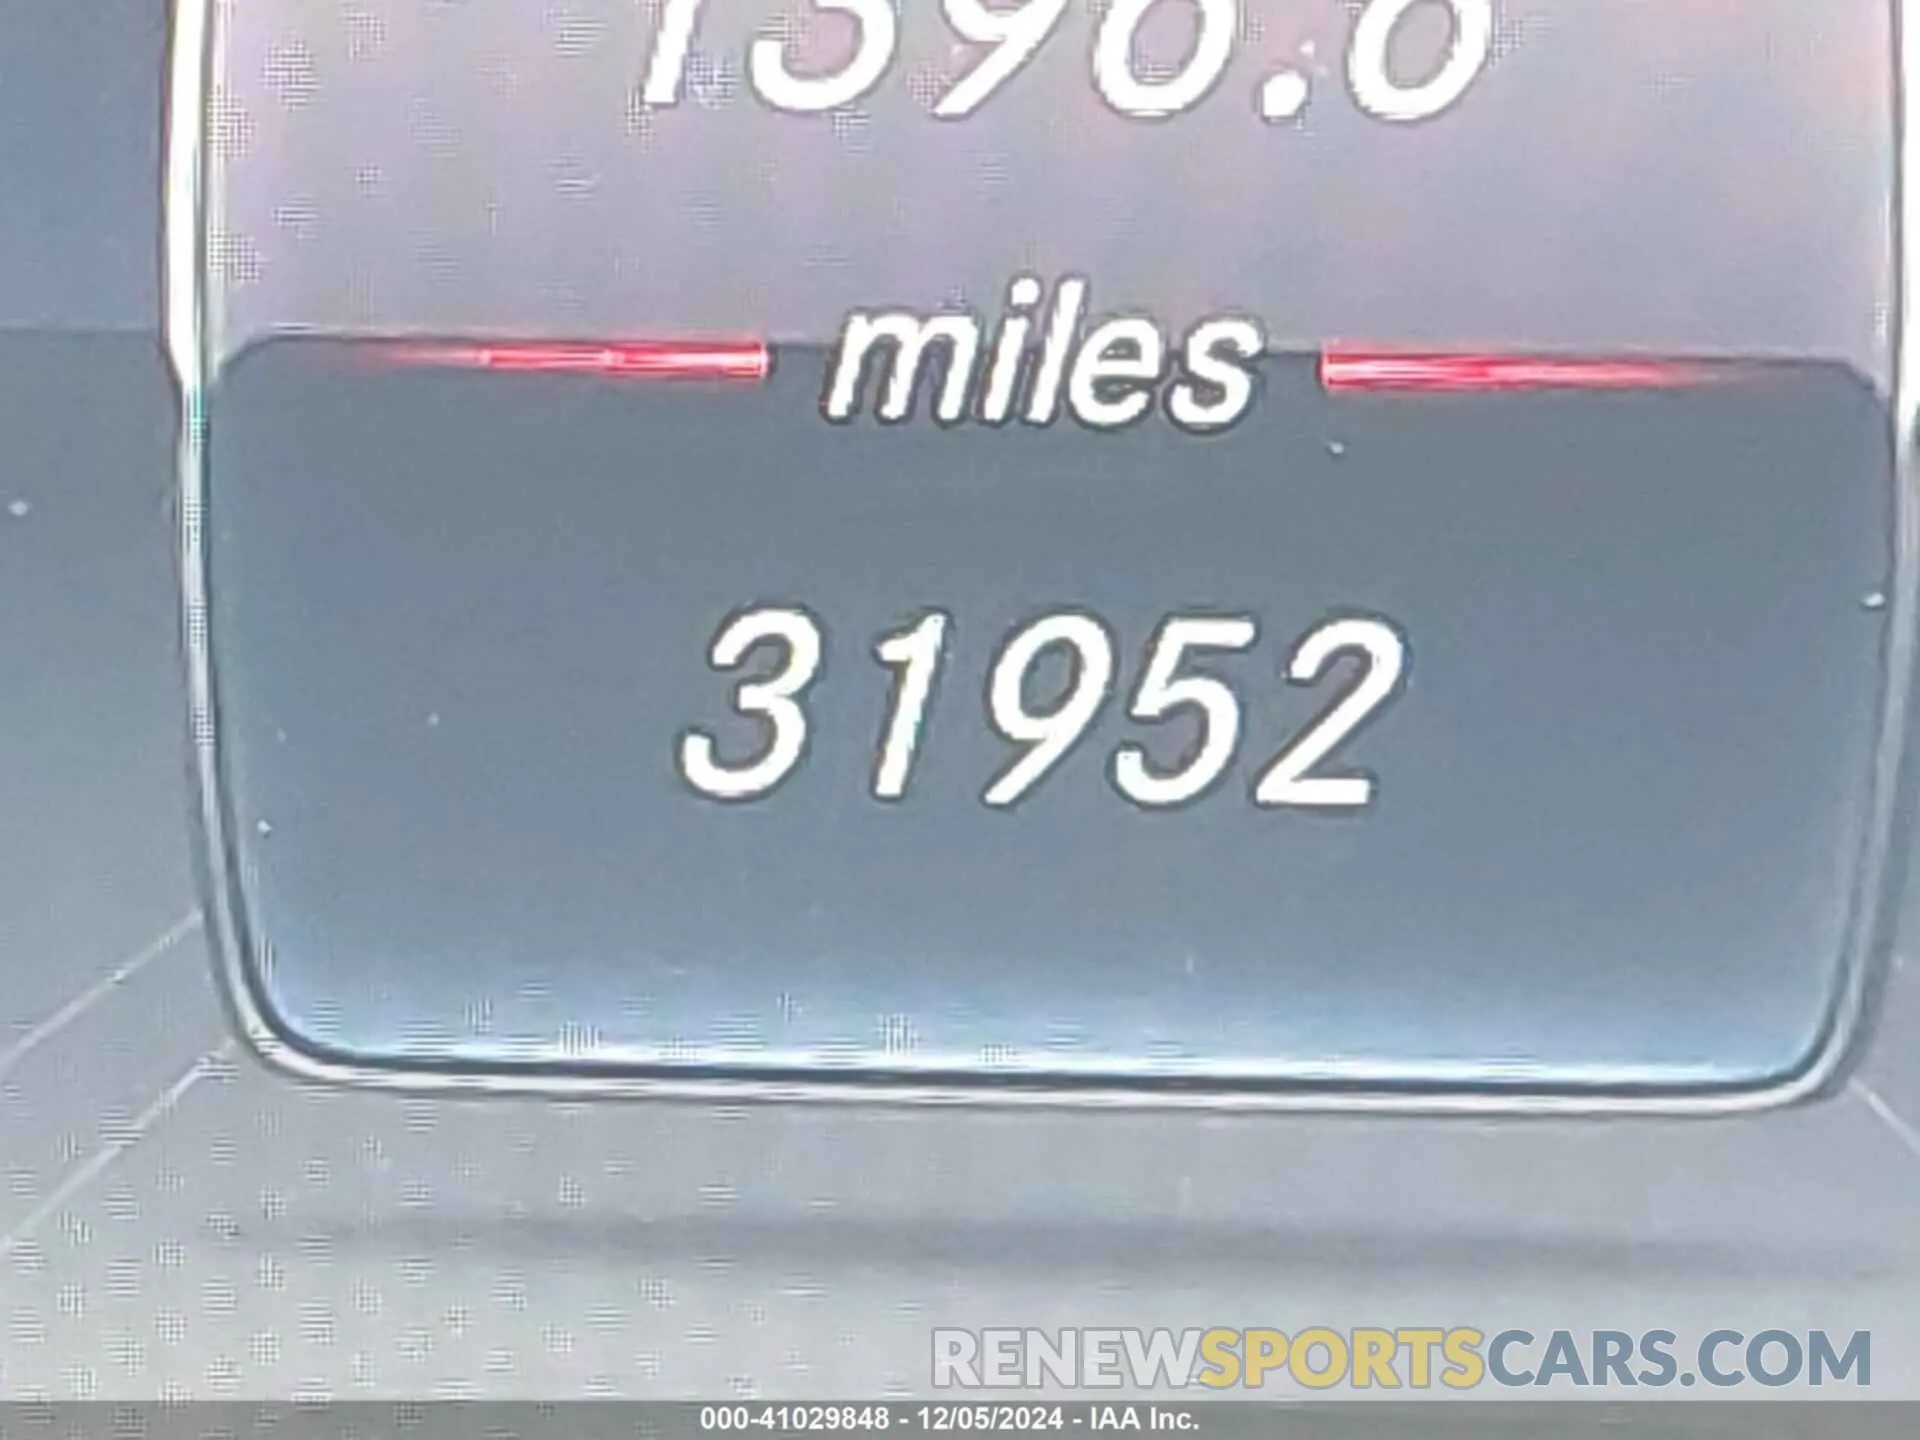 miles
31952
RENEWSPORTSCARS.COM
000-41029848 - 12/05/2024 - IAA Inc.